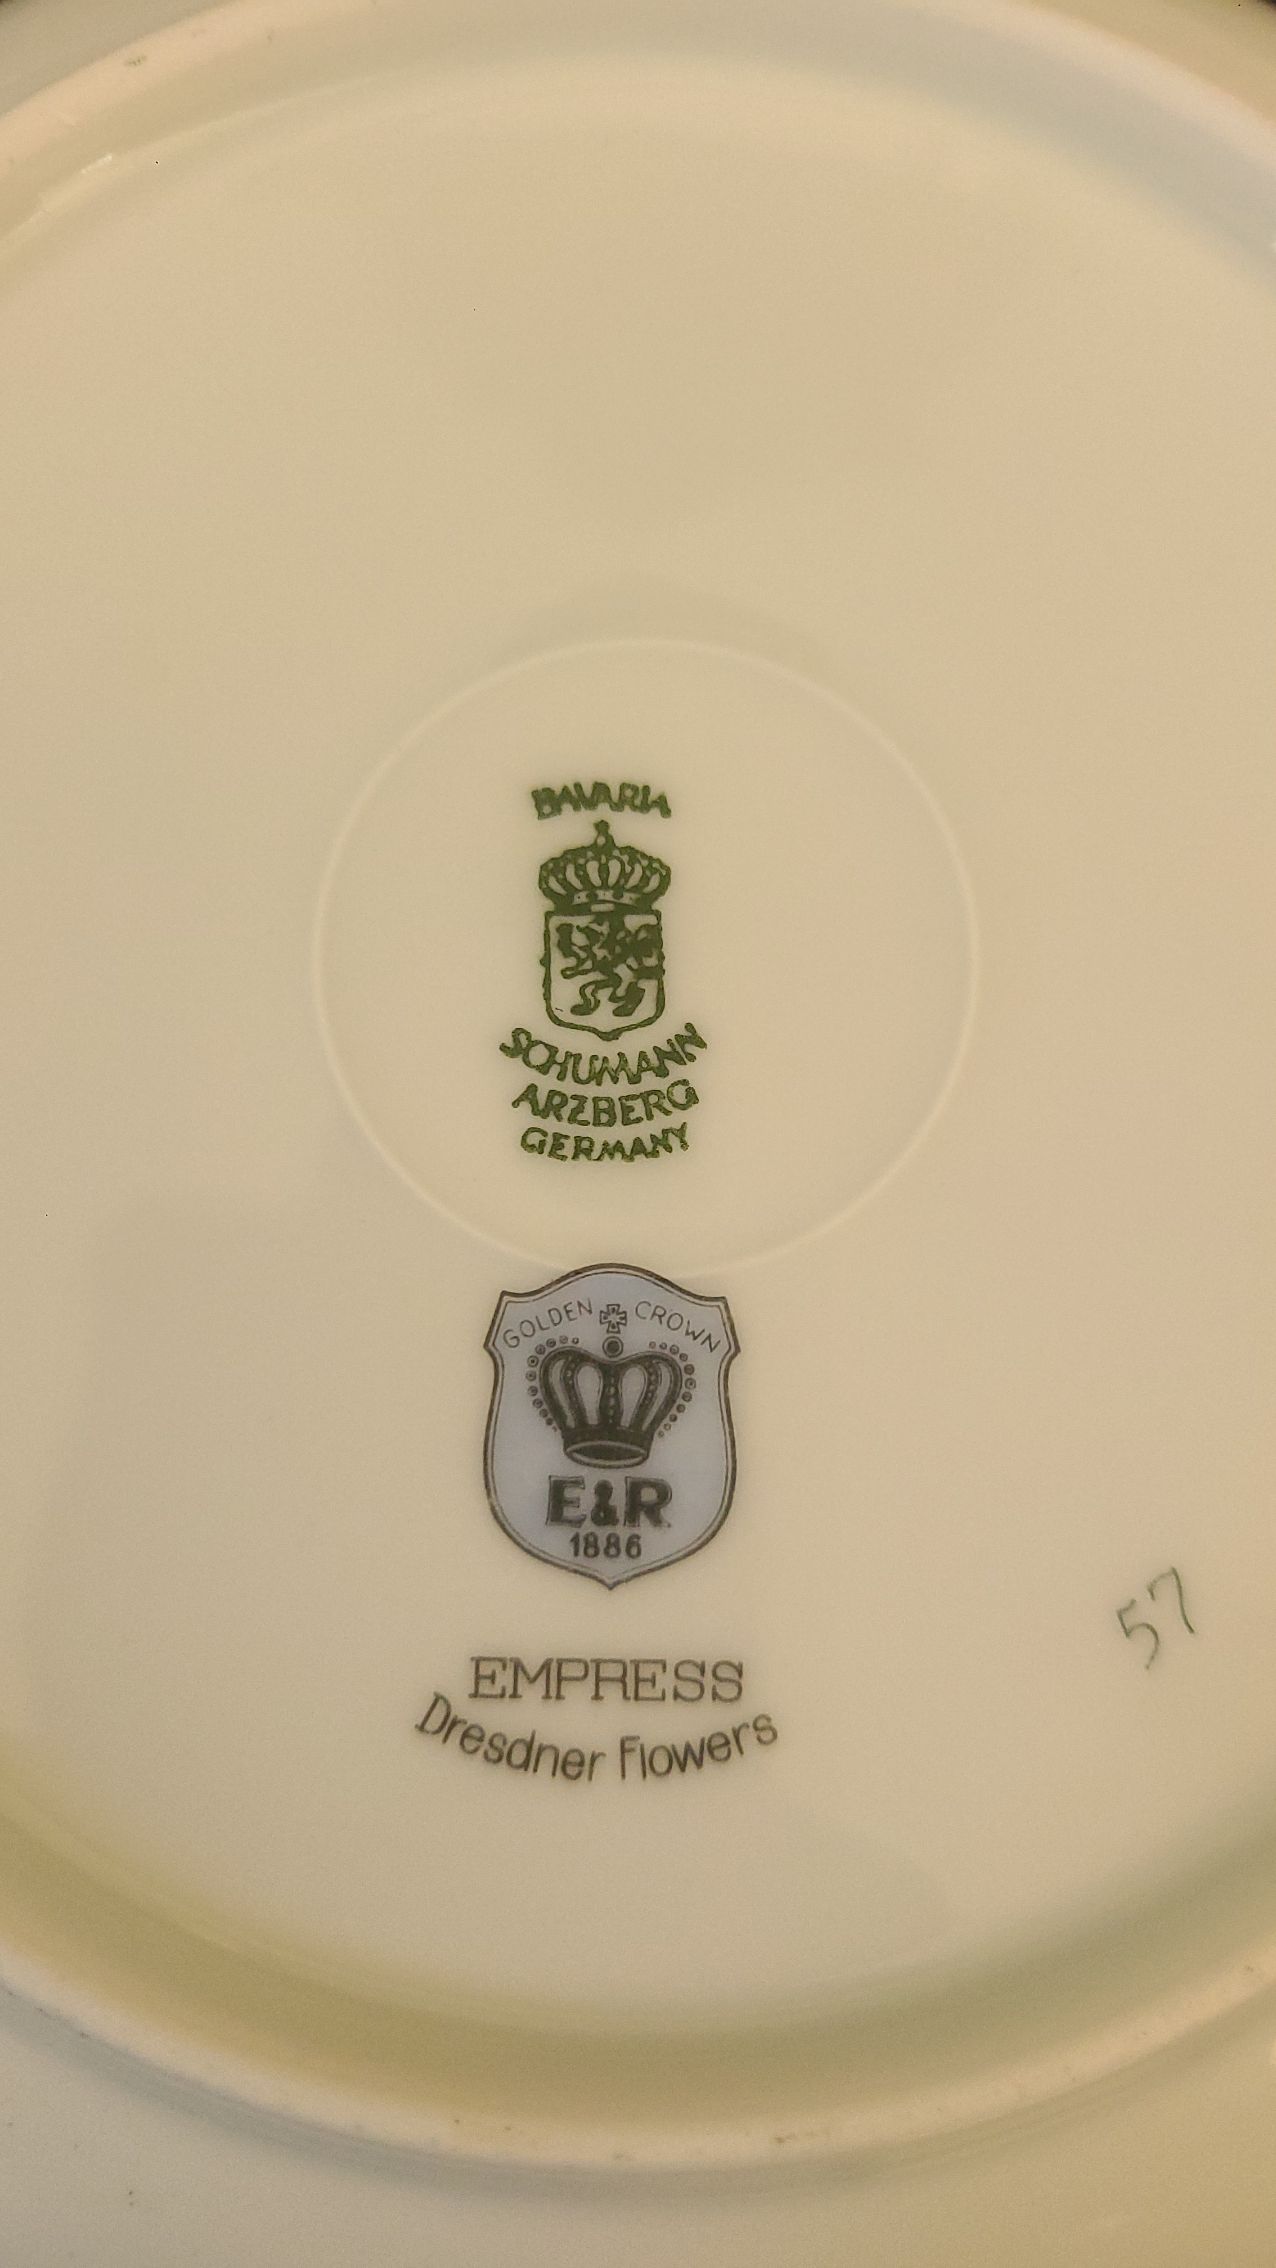 BAVARIA
SCHUMANN
ARZBERG
GERMANY
GOLDEN CROWN
E&R
1886
57
EMPRESS
Dresdner Flowers